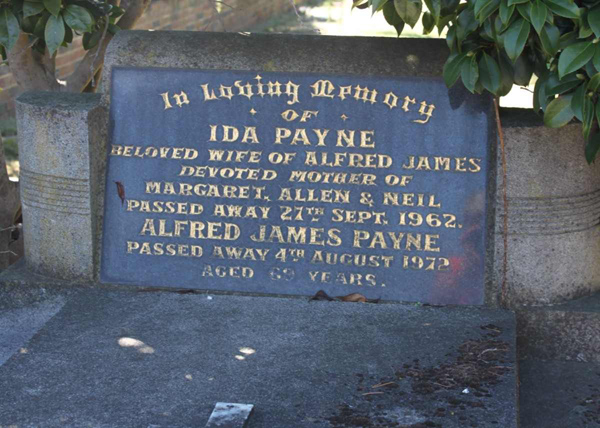 In Loving Memory
OF
IDA PAYNE
BELOVED WIFE OF ALFRED JAMES
DEVOTED MOTHER OF
MARGARET, ALLEN & NEIL
PASSED AWAY 27TH SEPT. 1962.
ALFRED JAMES PAYNE
PASSED AWAY 4TH AUGUST 1972
AGED 69 YEARS.